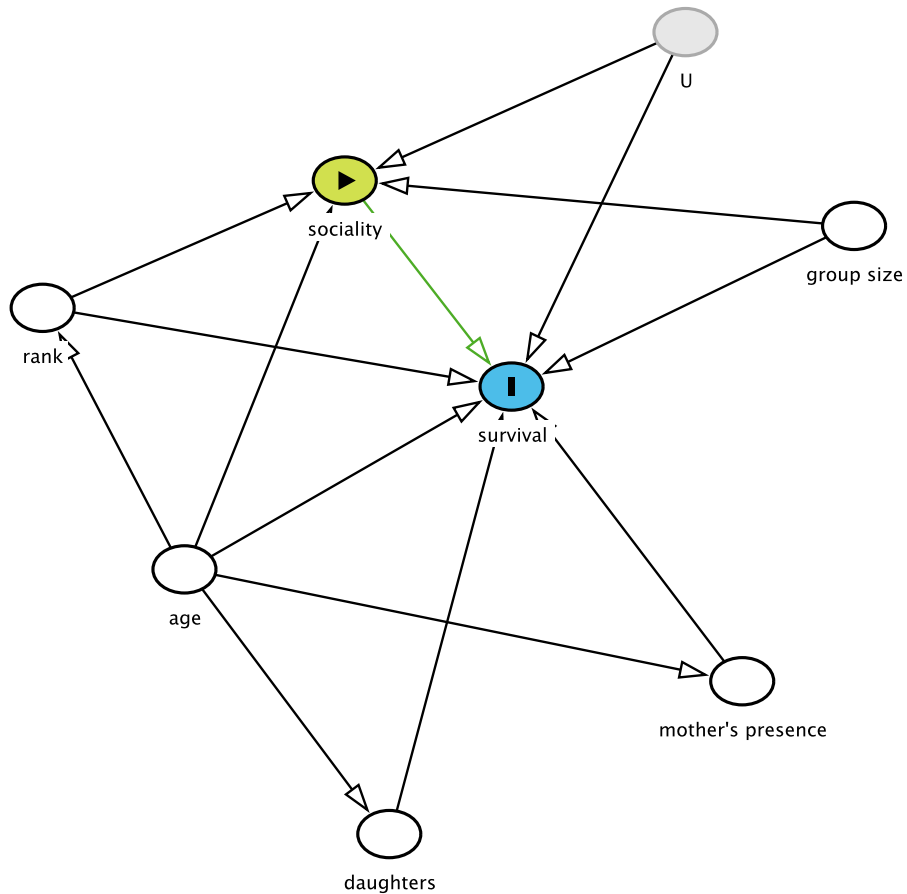 U
sociality
group size
rank
survival
age
mother's presence
daughters